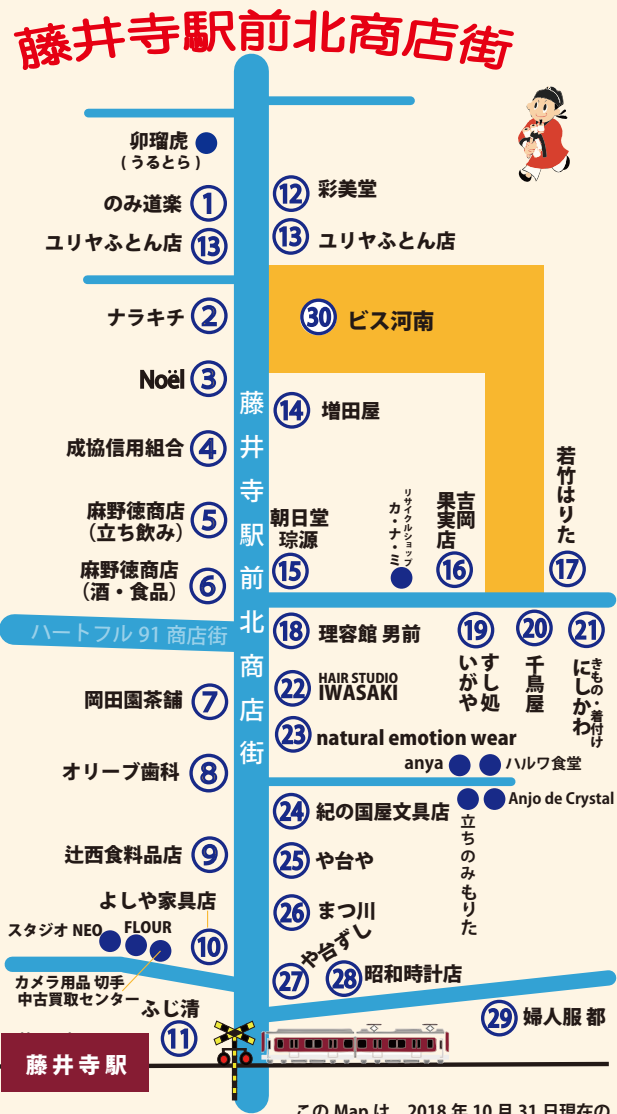 藤井寺駅前北商店街
卯瑠虎
(うるとら)
のみ道楽 1
ユリヤふとん店 13
12 彩美堂
13 ユリヤふとん店
ナラキチ 2
30 ビス河南
Noël 3
14 増田屋
成協信用組合 4
麻野徳商店
(立ち飲み) 5
麻野徳商店
(酒・食品) 6
朝日堂
琮源
15
リサイクルショップ
カ・ナ・ミ
吉岡
果実店
16
若竹はりた
17
藤井寺駅前北商店街
ハートフル 91 商店街
18 理容館 男前
19
すし処
いがや
20
千鳥屋
21
きもの・着付け
にしかわ
岡田園茶舗 7
22 HAIR STUDIO
IWASAKI
23 natural emotion wear
anya
ハルワ食堂
オリーブ歯科 8
24 紀の国屋文具店
Anjo de Crystal
立ちのみもりた
辻西食料品店 9
25 や台や
よしや家具店
10
26 まつ川
スタジオ NEO
FLOUR
カメラ用品 切手
中古買取センター
27 や台ずし
28 昭和時計店
ふじ清
11
29 婦人服 都
藤井寺駅
この Map は、2018 年 10 月 31 日現在の